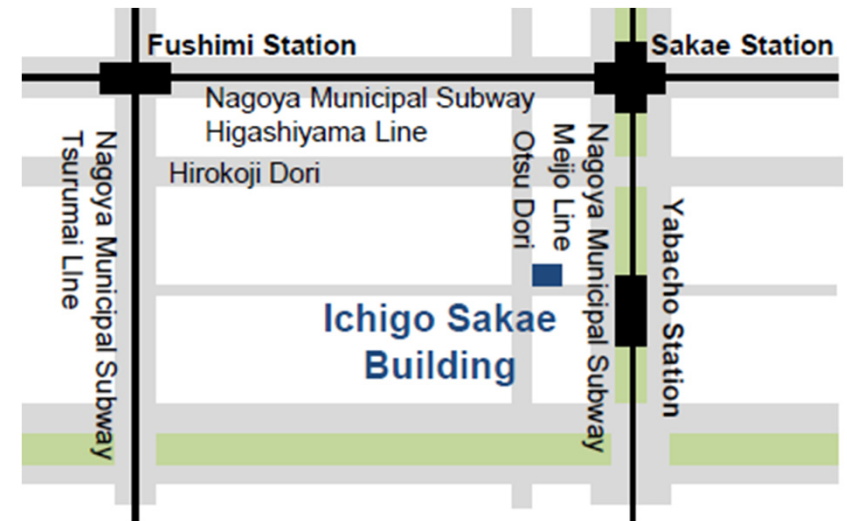 Fushimi Station
Sakae Station
Nagoya Municipal Subway
Higashiyama Line
Hirokoji Dori
Nagoya Municipal Subway
Tsurumai LIne
Otsu Dori
Nagoya Municipal Subway
Meijo Line
Yabacho Station
Ichigo Sakae
Building